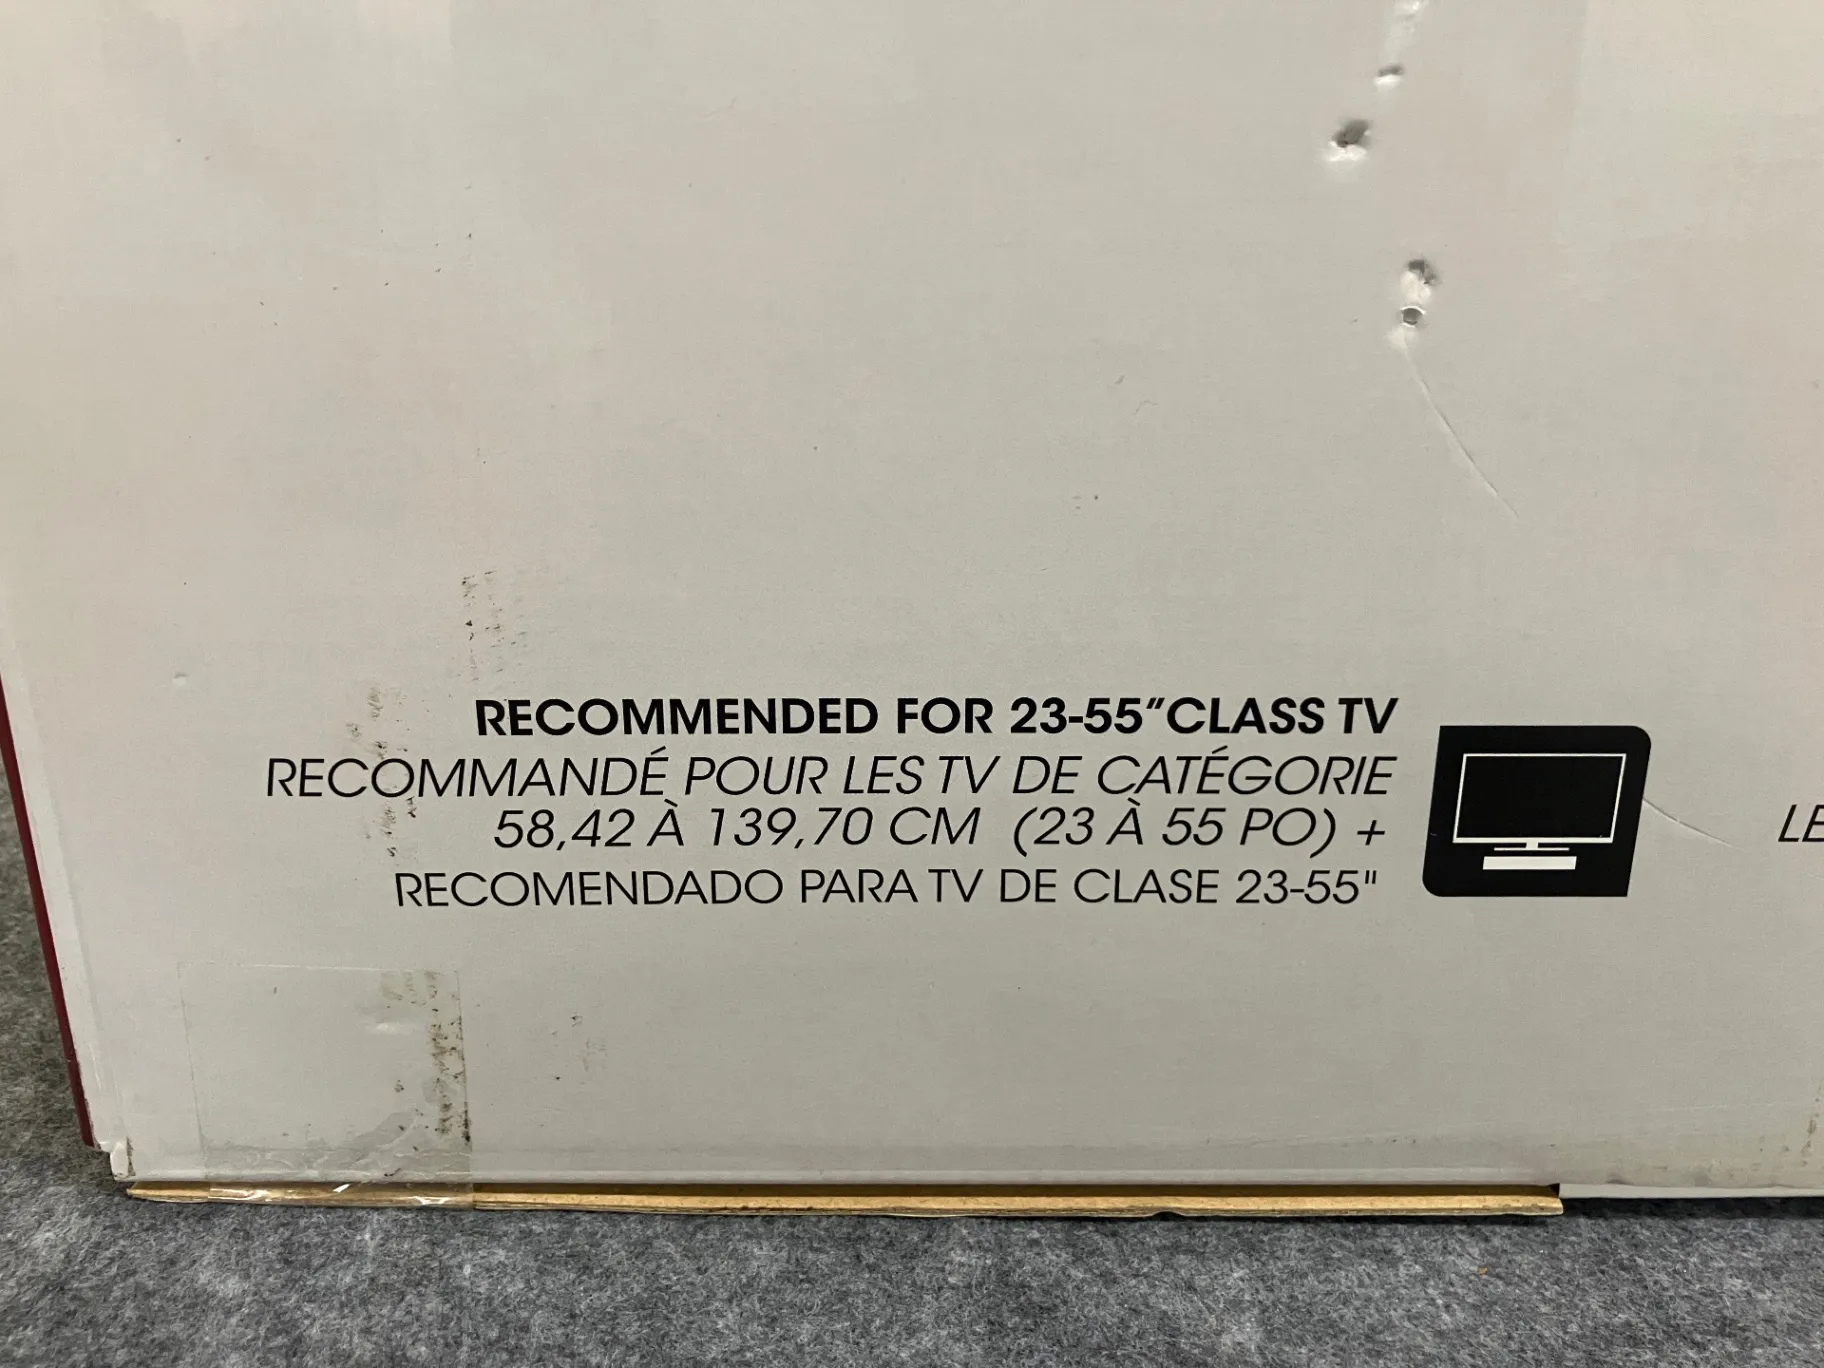 RECOMMENDED FOR 23-55"CLASS TV
RECOMMANDÉ POUR LES TV DE CATÉGORIE
58,42 À 139,70 CM (23 À 55 PO) +
RECOMENDADO PARA TV DE CLASE 23-55"